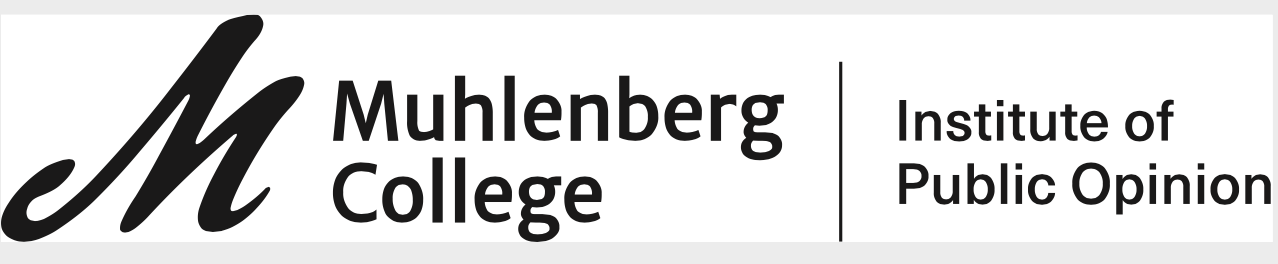 Muhlenberg
College
Institute of
Public Opinion